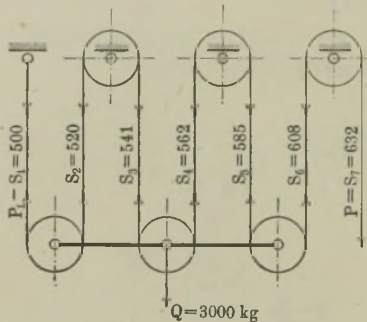 P₁ – S₁=500
S₂=520
S₃=541
S₄=562
S₅=585
S₆=608
P=S₇=632
Q=3000 kg